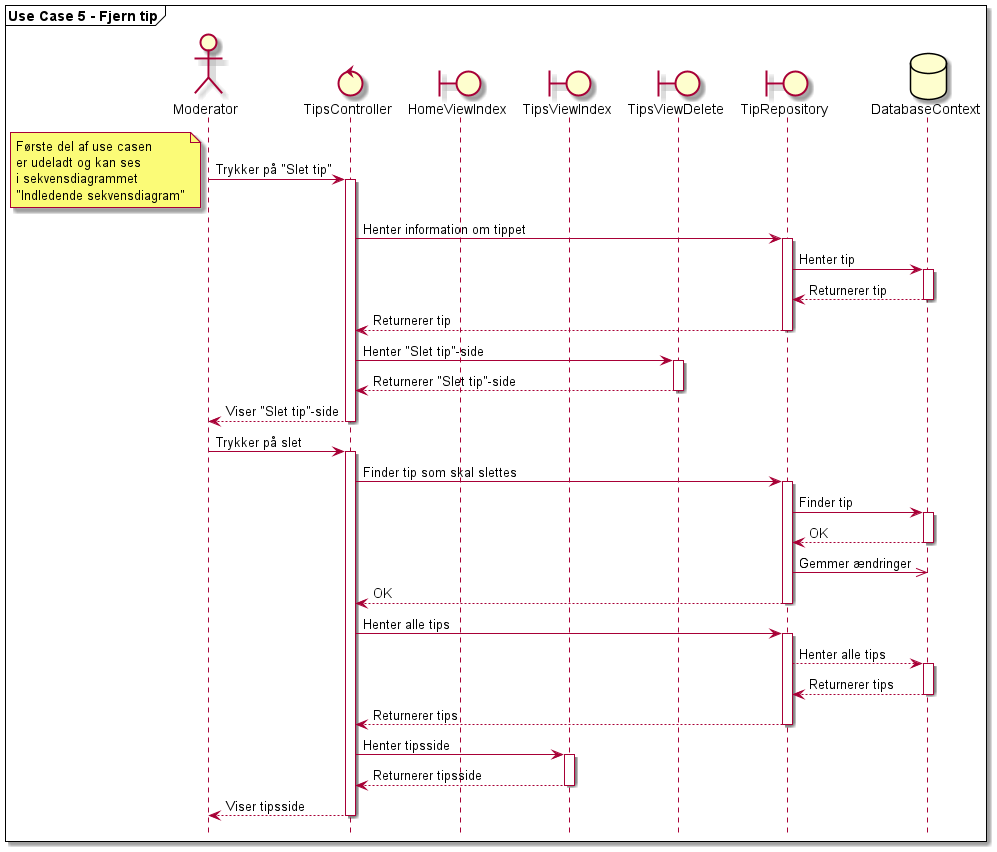 Use Case 5 - Fjern tip
Moderator
TipsController
HomeViewIndex
TipsViewIndex
TipsViewDelete
TipRepository
DatabaseContext
Første del af use casen
er udeladt og kan ses
i sekvensdiagrammet
"Indledende sekvensdiagram"
Trykker på "Slet tip"
Henter information om tippet
Henter tip
Returnerer tip
Returnerer tip
Henter "Slet tip"-side
Returnerer "Slet tip"-side
Viser "Slet tip"-side
Trykker på slet
Finder tip som skal slettes
Finder tip
OK
Gemmer ændringer
OK
Henter alle tips
Henter alle tips
Returnerer tips
Returnerer tips
Henter tipsside
Returnerer tipsside
Viser tipsside